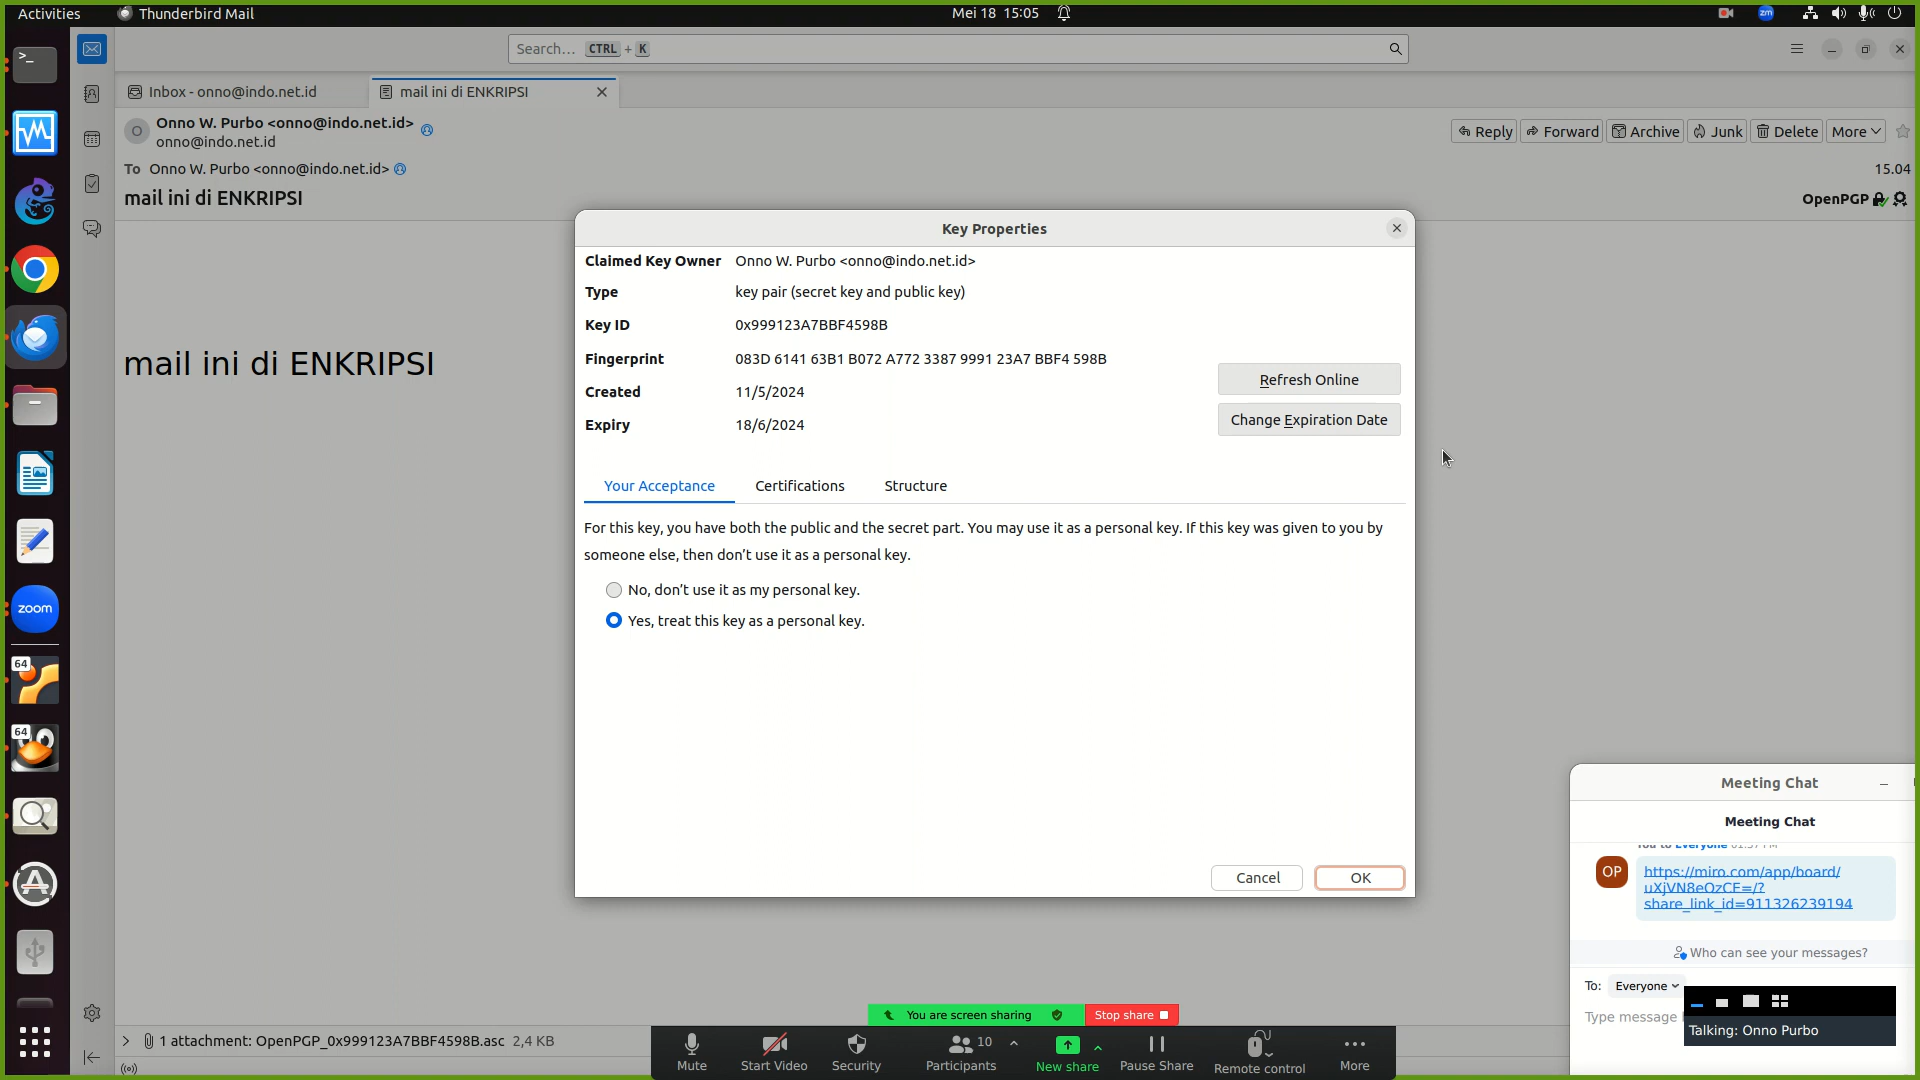 Activities
Thunderbird Mail
Mei 18 15:05
zm
Search... CTRL + K
Inbox - onno@indo.net.id
mail ini di ENKRIPSI
O
Onno W. Purbo <onno@indo.net.id>
onno@indo.net.id
Reply
Forward
Archive
Junk
Delete
More
To Onno W. Purbo <onno@indo.net.id>
15.04
mail ini di ENKRIPSI
OpenPGP
mail ini di ENKRIPSI
Key Properties
Claimed Key Owner Onno W. Purbo <onno@indo.net.id>
Type key pair (secret key and public key)
Key ID 0x999123A7BBF4598B
Fingerprint 083D 6141 63B1 B072 A772 3387 9991 23A7 BBF4 598B
Created 11/5/2024
Expiry 18/6/2024
Refresh Online
Change Expiration Date
Your Acceptance
Certifications
Structure
For this key, you have both the public and the secret part. You may use it as a personal key. If this key was given to you by
someone else, then don't use it as a personal key.
No, don't use it as my personal key.
Yes, treat this key as a personal key.
Cancel
OK
zoom
64
64
Meeting Chat
Meeting Chat
OP
https://miro.com/app/board/
uXjVN8eOzCE=/?
share_link_id=911326239194
Who can see your messages?
To: Everyone
Type message
Talking: Onno Purbo
You are screen sharing
Stop share
1 attachment: OpenPGP_0x999123A7BBF4598B.asc 2,4 KB
Mute
Start Video
Security
Participants
10
New share
Pause Share
Remote control
More